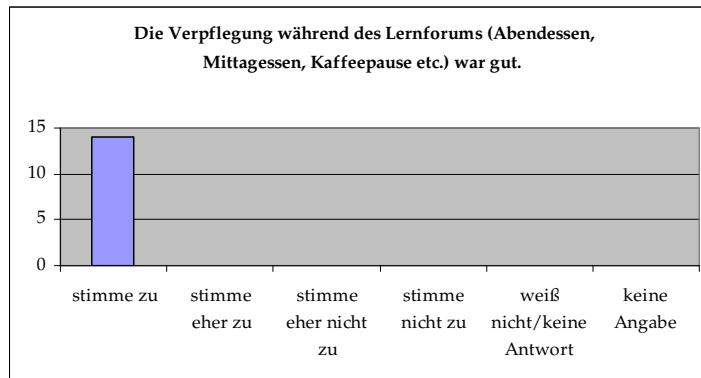 Die Verpflegung während des Lernforums (Abendessen,
Mittagessen, Kaffeepause etc.) war gut.
15
10
5
0
stimme zu
stimme
eher zu
stimme
eher nicht
zu
stimme
nicht zu
weiß
nicht/keine
Antwort
keine
Angabe